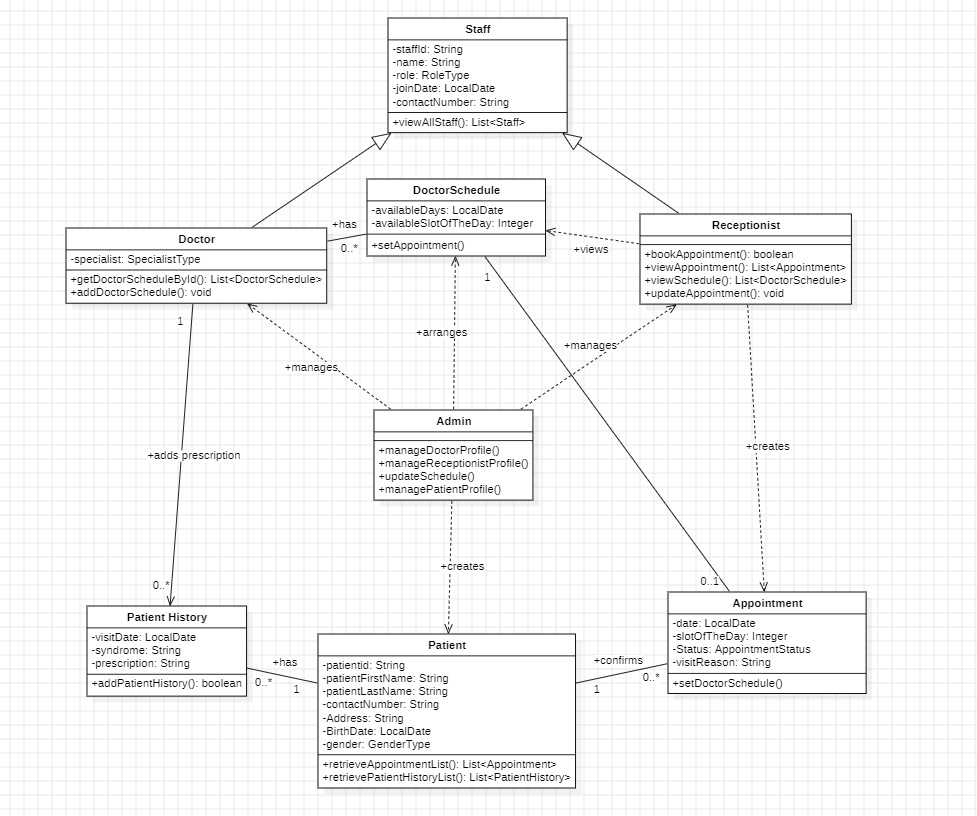 Staff
-staffId: String
-name: String
-role: RoleType
-joinDate: LocalDate
-contactNumber: String
+viewAllStaff(): List<Staff>
DoctorSchedule
-availableDays: LocalDate
-availableSlotOfTheDay: Integer
+setAppointment()
Doctor
-specialist: SpecialistType
+getDoctorScheduleById(): List<DoctorSchedule>
+addDoctorSchedule(): void
+has
0..*
Receptionist
+bookAppointment(): boolean
+viewAppointment(): List<Appointment>
+viewSchedule(): List<DoctorSchedule>
+updateAppointment(): void
+views
1
1
+arranges
+manages
+manages
Admin
+manageDoctorProfile()
+manageReceptionistProfile()
+updateSchedule()
+managePatientProfile()
+adds prescription
+creates
+creates
0..*
0..1
Patient History
-visitDate: LocalDate
-syndrome: String
-prescription: String
+addPatientHistory(): boolean
+has
0..*
1
Patient
-patientid: String
-patientFirstName: String
-patientLastName: String
-contactNumber: String
-Address: String
-BirthDate: LocalDate
-gender: GenderType
+retrieveAppointmentList(): List<Appointment>
+retrievePatientHistoryList(): List<PatientHistory>
+confirms
1
0..*
Appointment
-date: LocalDate
-slotOfTheDay: Integer
-Status: AppointmentStatus
-visitReason: String
+setDoctorSchedule()